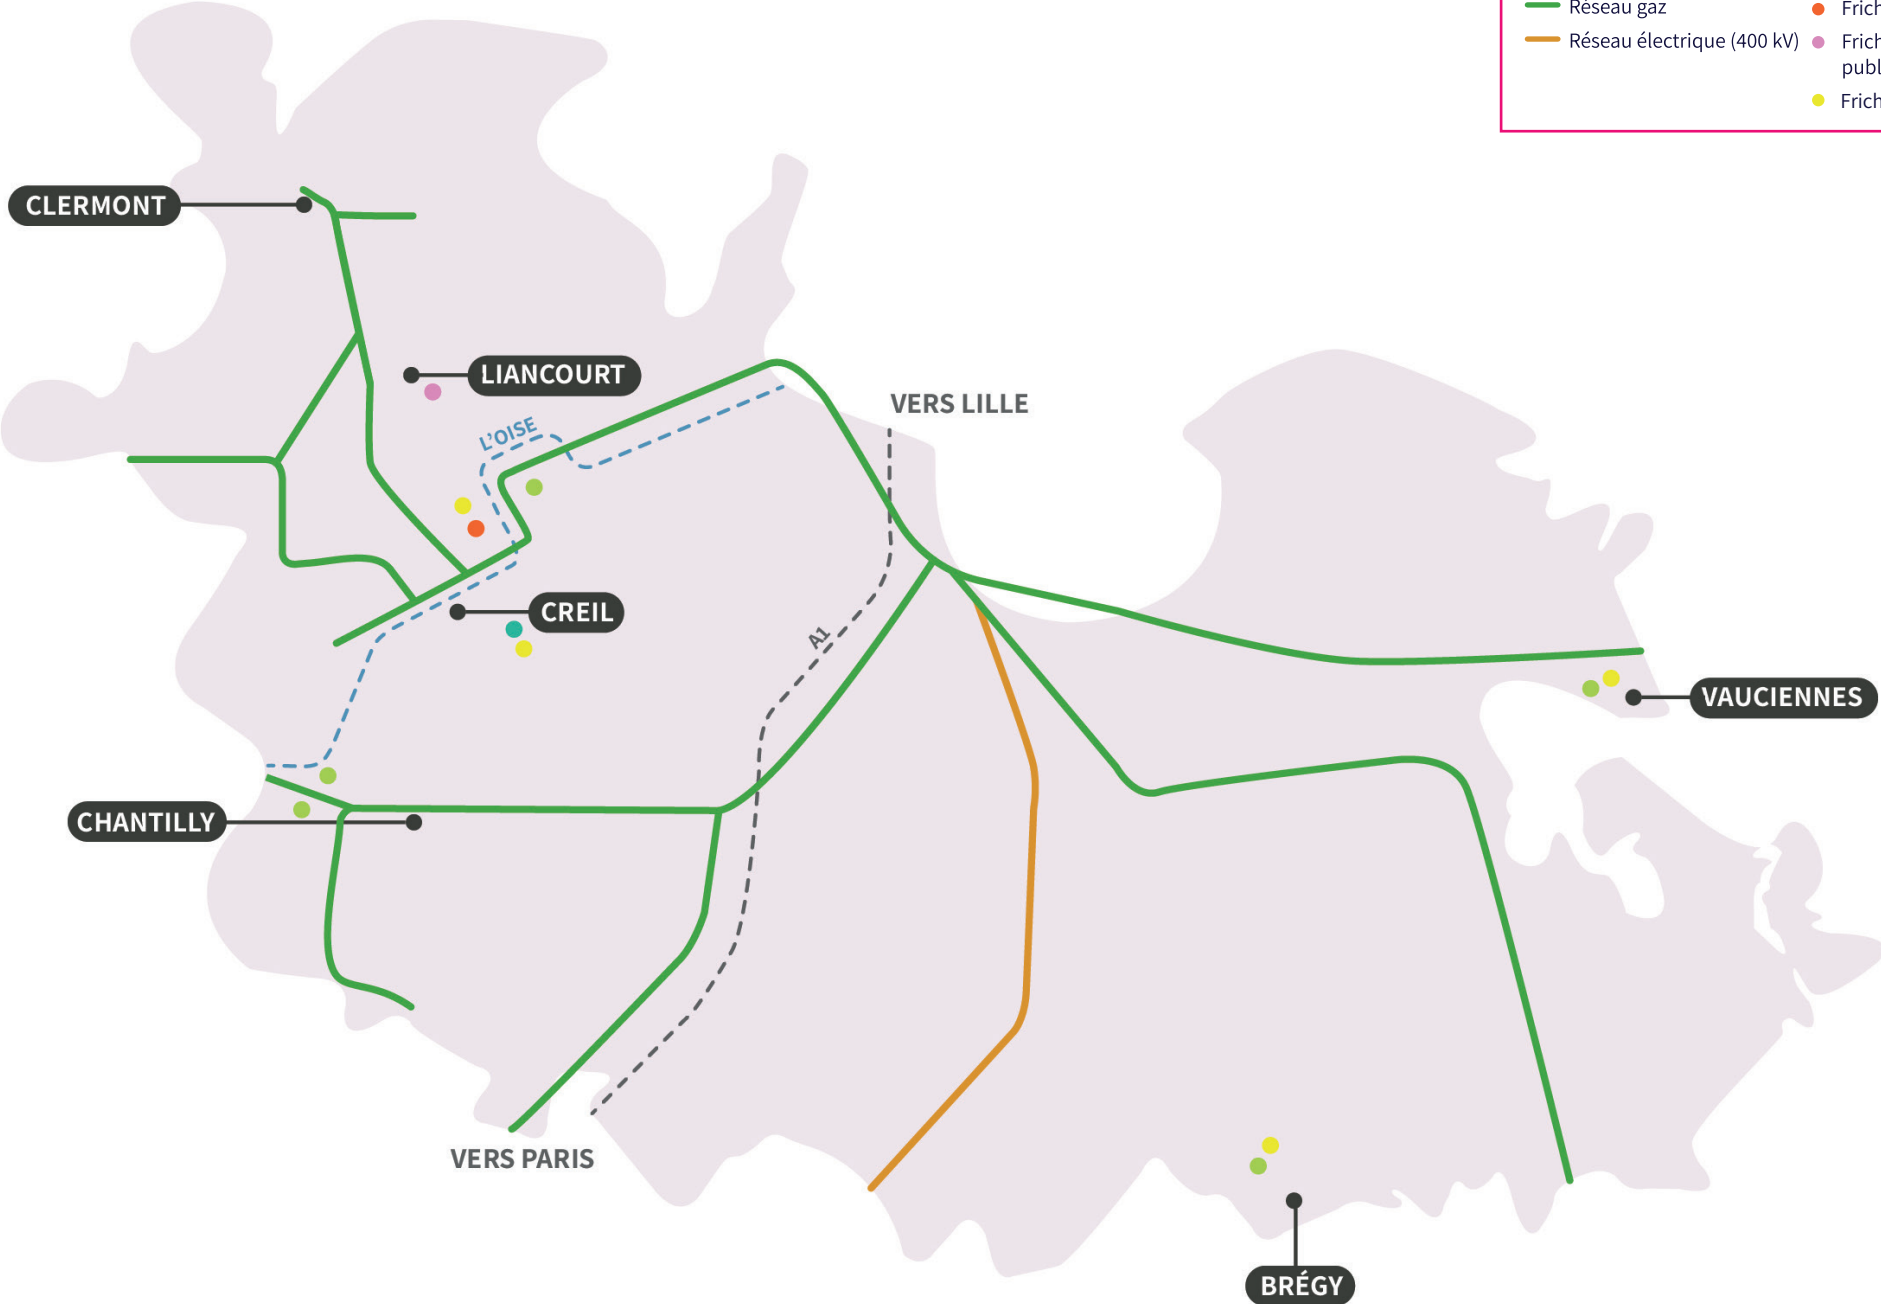 Réseau gaz
Réseau électrique (400 kV)
CLERMONT
LIANCOURT
VERS LILLE
L'OISE
CREIL
A1
VAUCIENNES
CHANTILLY
VERS PARIS
BRÉGY